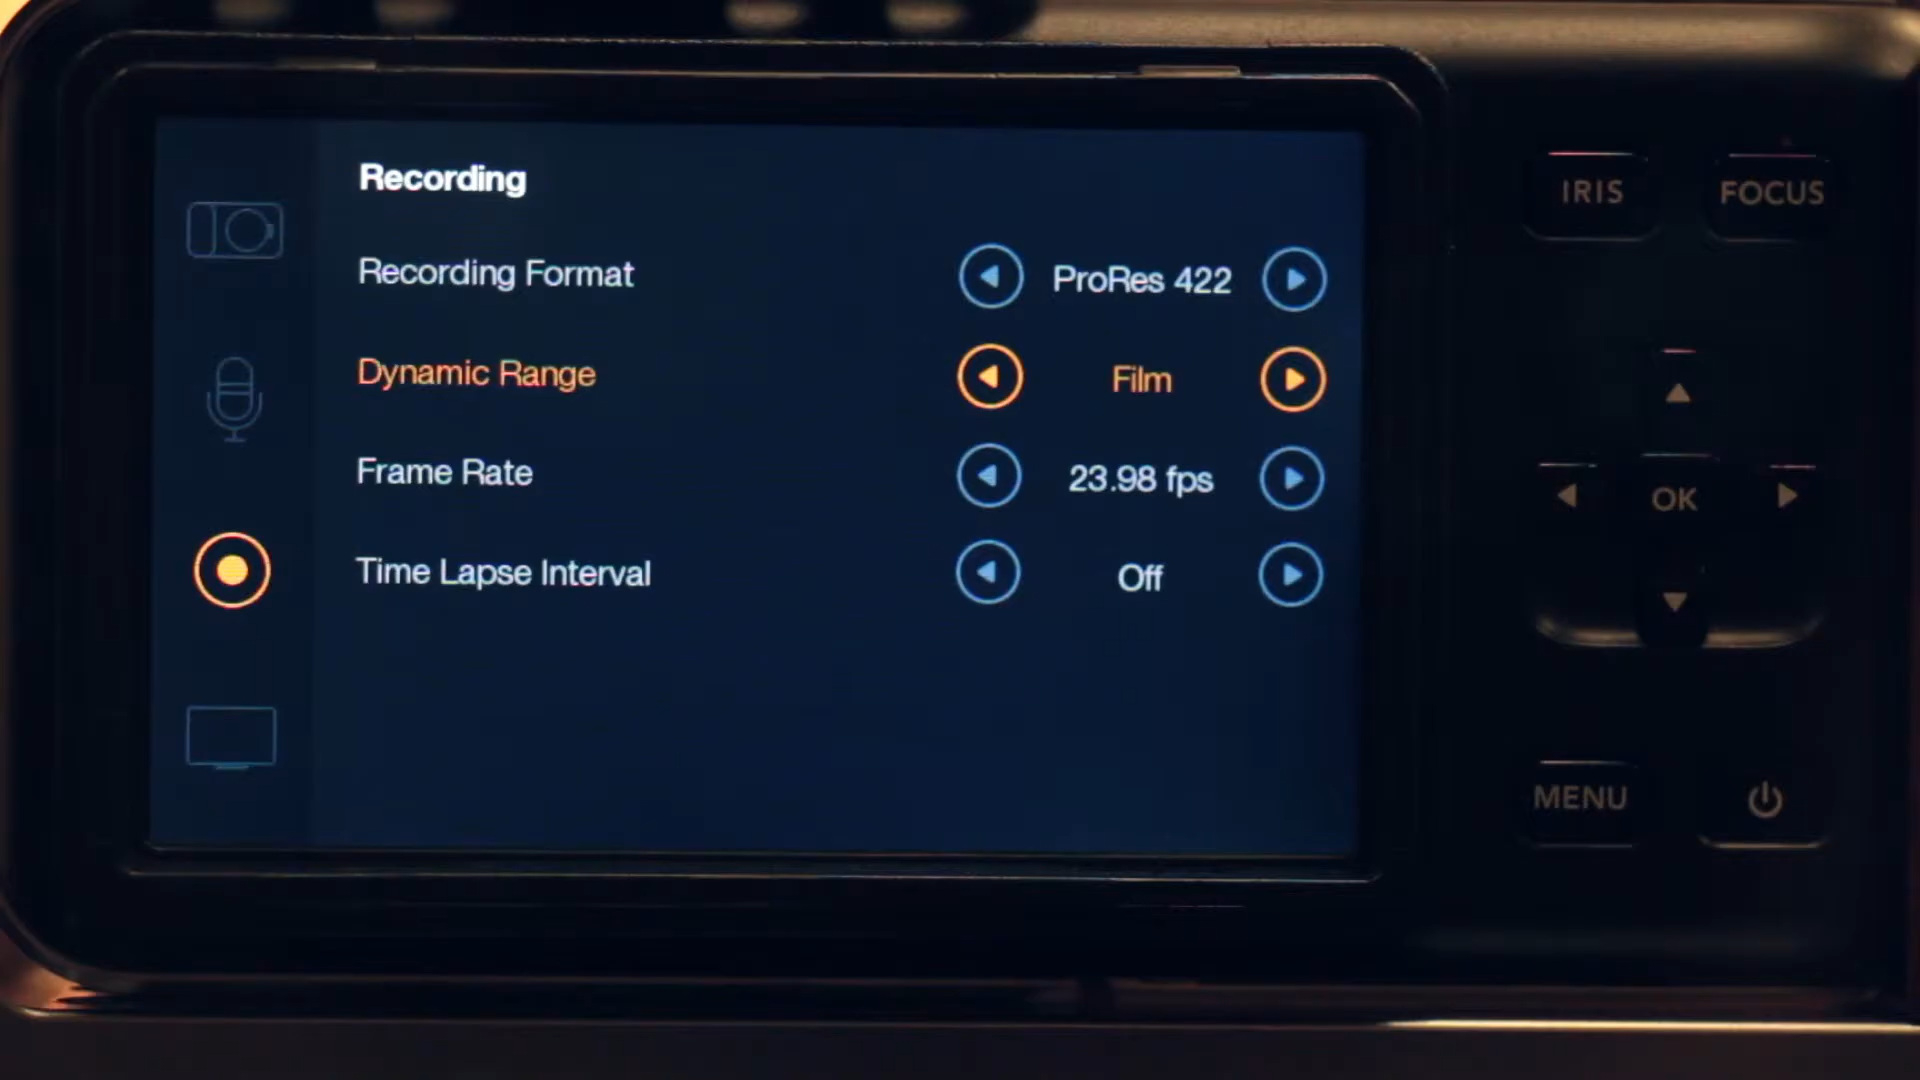 Recording
Recording Format ProRes 422
Dynamic Range Film
Frame Rate 23.98 fps
Time Lapse Interval Off
IRIS FOCUS
OK
MENU